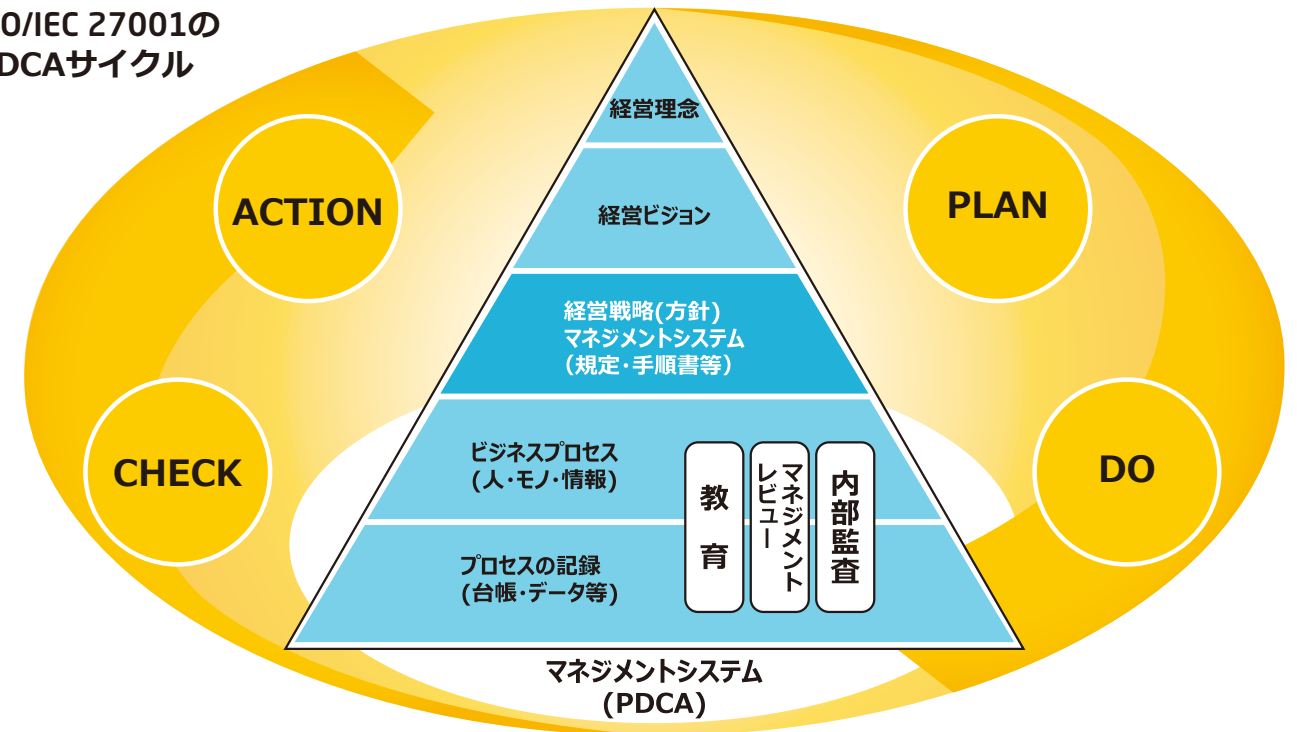 0/IEC 27001の
DCAサイクル
経営理念
ACTION
PLAN
経営ビジョン
経営戦略(方針)
マネジメントシステム
(規定・手順書等)
CHECK
ビジネスプロセス
(人・モノ・情報)
プロセスの記録
(台帳・データ等)
教育
マネジメント
レビュー
内部監査
DO
マネジメントシステム
(PDCA)